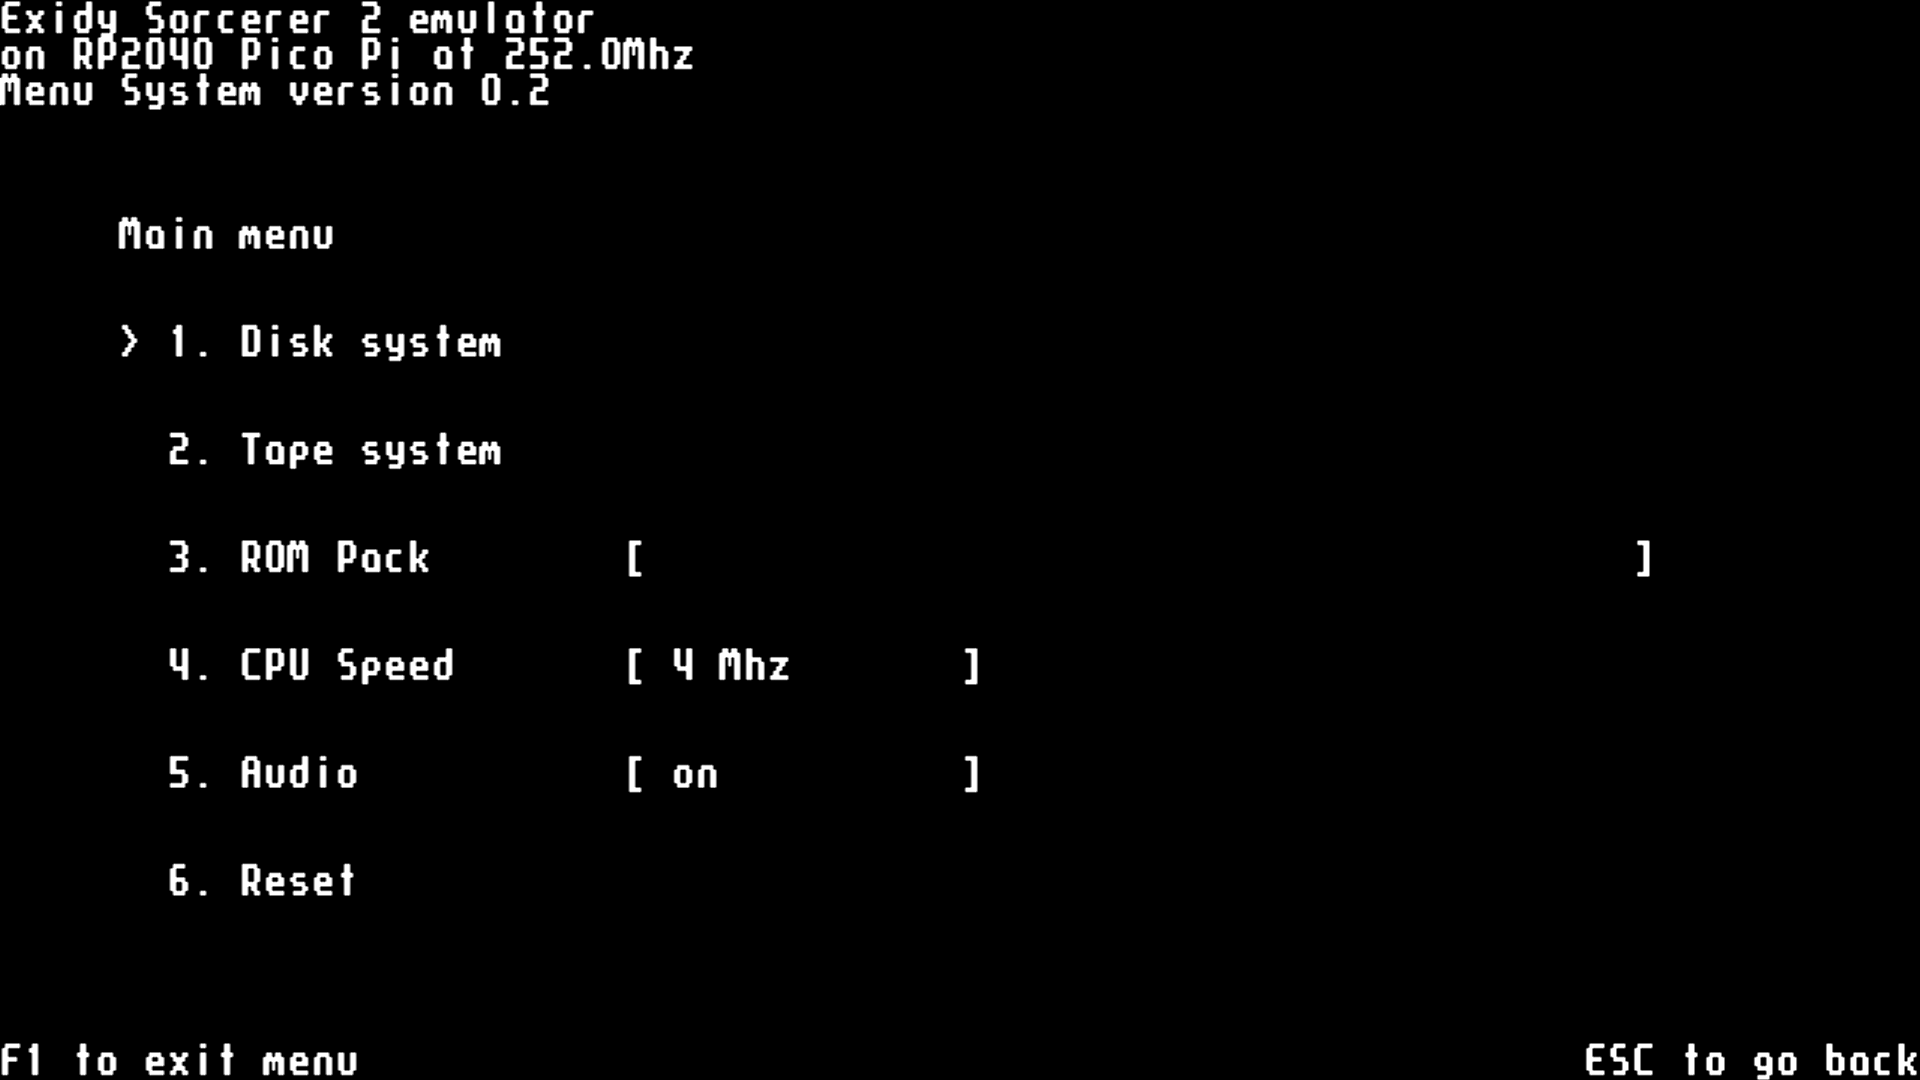 Exidy Sorcerer 2 emulator
on RP2040 Pico Pi at 252.0Mhz
Menu System version 0.2
Main menu
> 1. Disk system
2. Tape system
3. ROM Pack [ ]
4. CPU Speed [ 4 Mhz ]
5. Audio [ on ]
6. Reset
F1 to exit menu ESC to go back